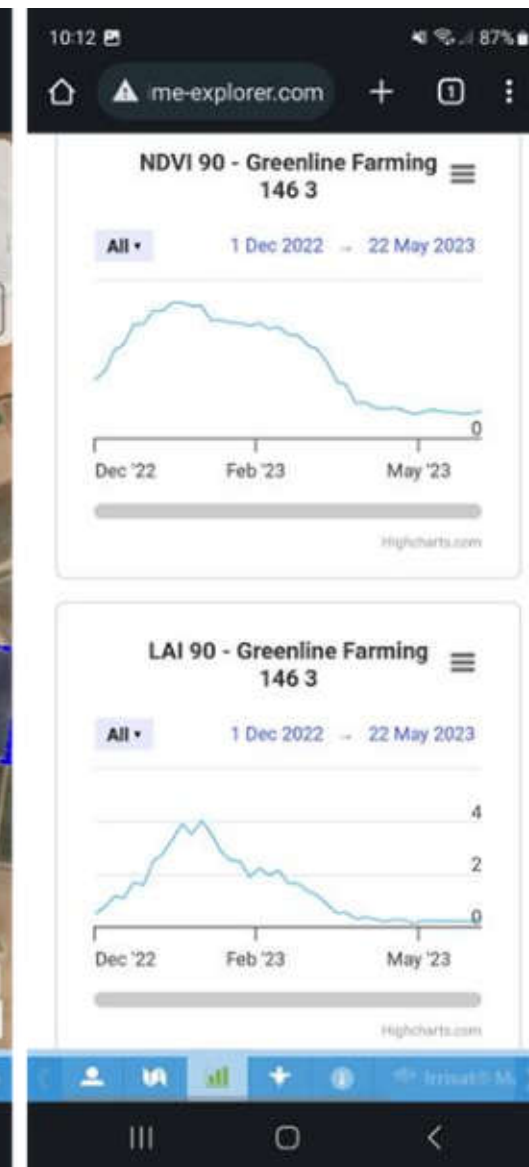 10:12
87%
me-explorer.com
1
NDVI 90 - Greenline Farming
146 3
All
1 Dec 2022 → 22 May 2023
0
Dec '22 Feb '23 May '23
Highcharts.com
LAI 90 - Greenline Farming
146 3
All
1 Dec 2022 → 22 May 2023
4
2
0
Dec '22 Feb '23 May '23
Highcharts.com